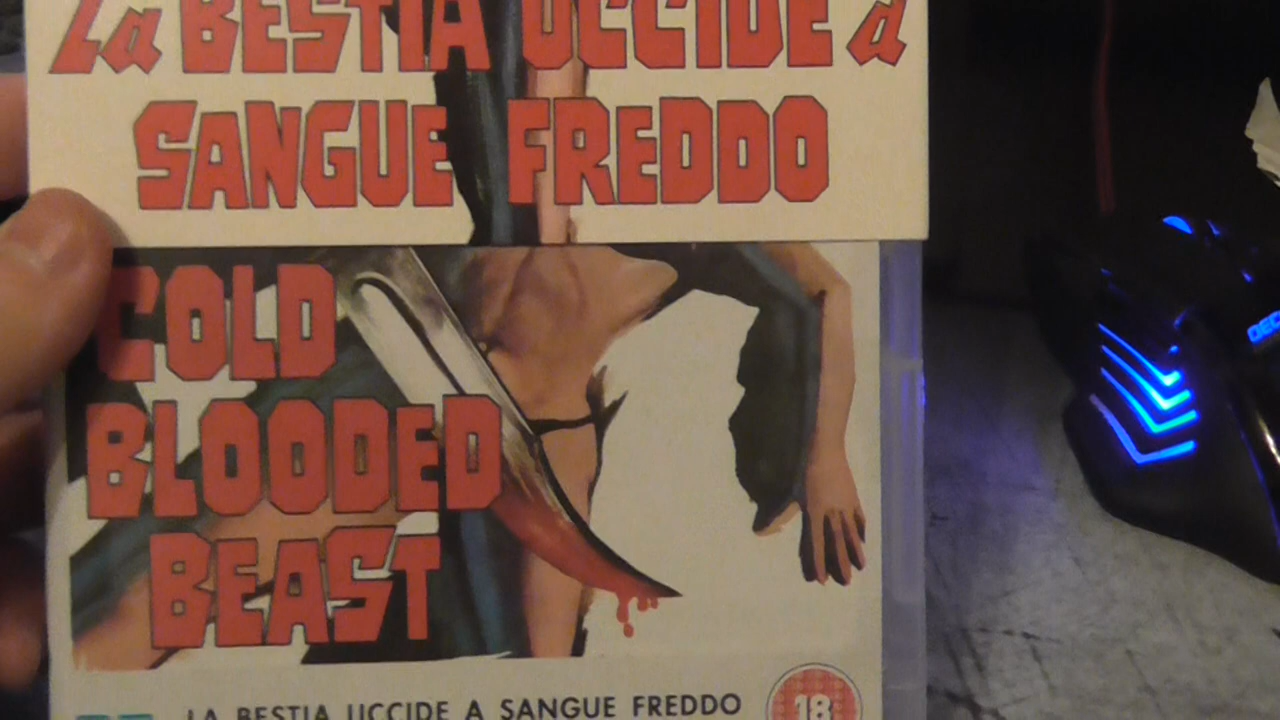 La BESTIA UCCIDE a
SANGUE FREDDO
COLD
BLOODED
BEAST
LA BESTIA UCCIDE A SANGUE FREDDO
18